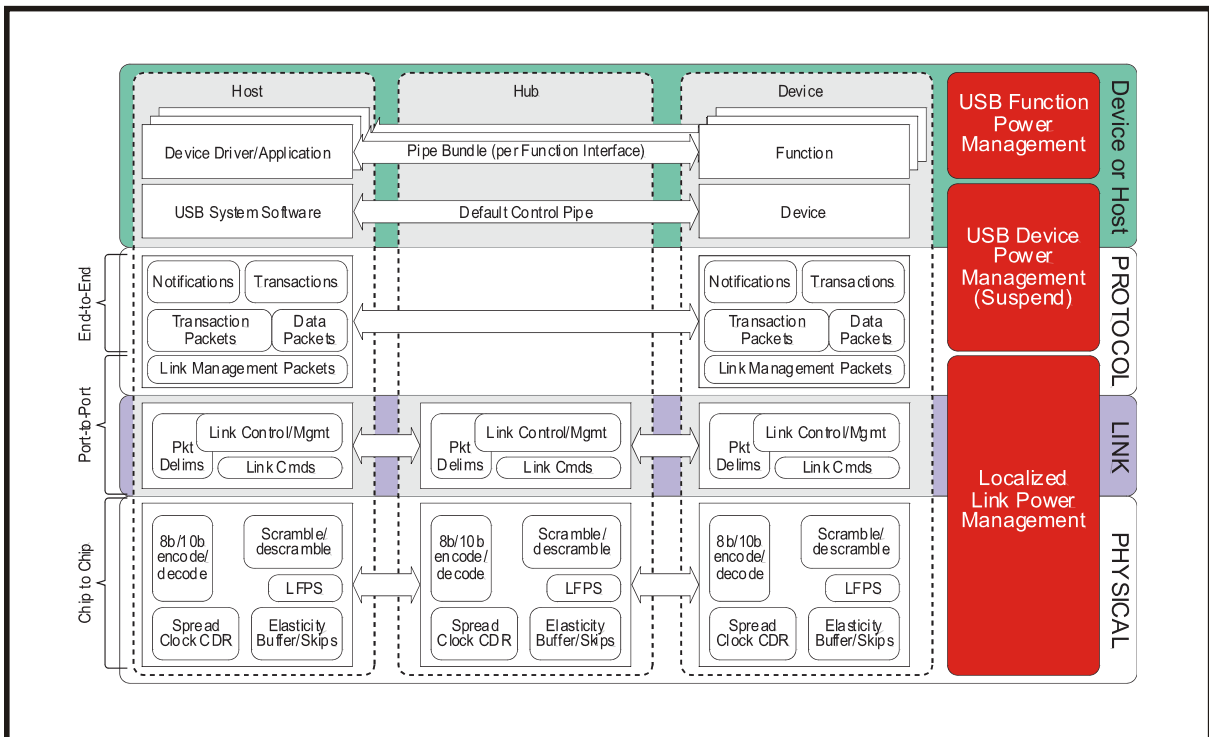 Host
Hub
Device
Device Driver/Application
Pipe Bundle (per Function Interface)
Function
USB System Software
Default Control Pipe
Device
Notifications
Transactions
Transaction
Packets
Data
Packets
Link Management Packets
Notifications
Transactions
Transaction
Packets
Data
Packets
Link Management Packets
Pkt
Delims
Link Control/Mgmt
Link Cmds
Pkt
Delims
Link Control/Mgmt
Link Cmds
Pkt
Delims
Link Control/Mgmt
Link Cmds
8b/10b
encode/
decode
Scramble/
descramble
LFPS
Spread
Clock CDR
Elasticity
Buffer/Skips
8b/10b
encode/
decode
Scramble/
descramble
LFPS
Spread
Clock CDR
Elasticity
Buffer/Skips
8b/10b
encode/
decode
Scramble/
descramble
LFPS
Spread
Clock CDR
Elasticity
Buffer/Skips
USB Function
Power
Management
USB Device
Power
Management
(Suspend)
Localized
Link Power
Management
Device or Host
PROTOCOL
LINK
PHYSICAL
End-to-End
Port-to-Port
Chip to Chip